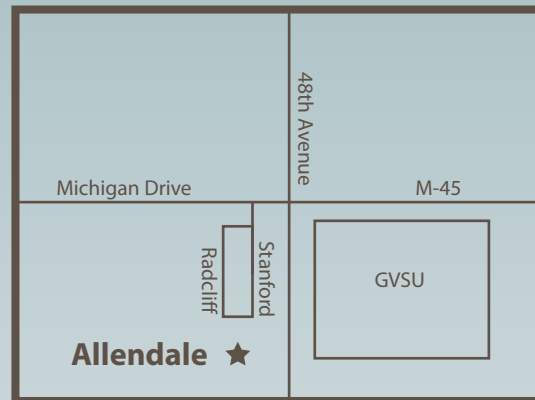 48th Avenue
Michigan Drive
M-45
Radcliff
Stanford
GVSU
Allendale